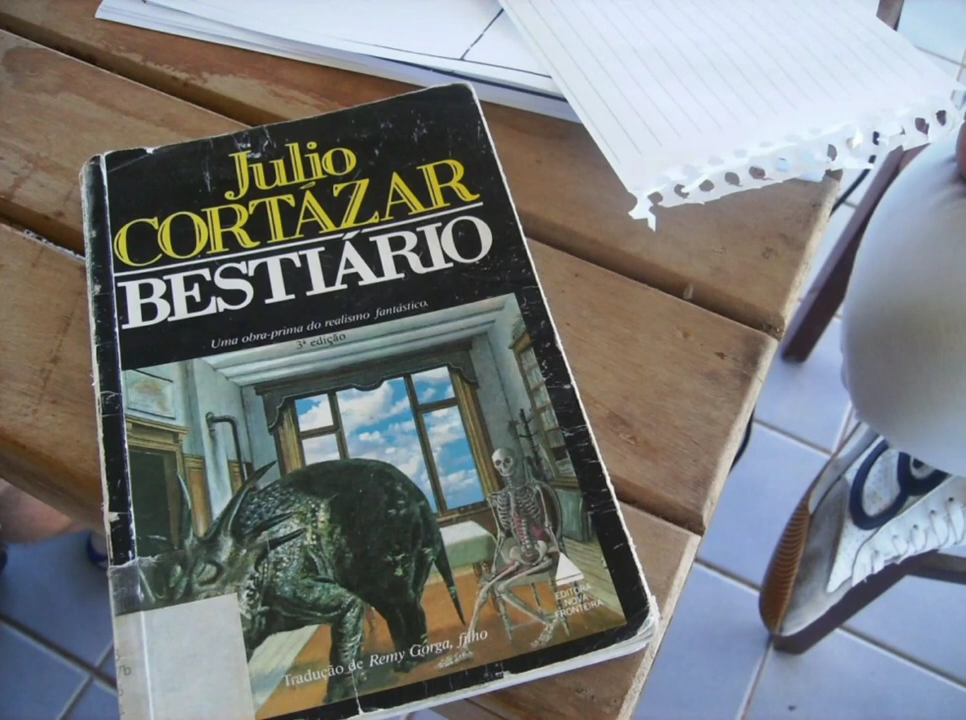 Julio
CORTÁZAR
BESTIÁRIO
Uma obra-prima do realismo fantástico.
3ª edição
EDITORA
NOVA
FRONTEIRA
Tradução de Remy Gorga, filho